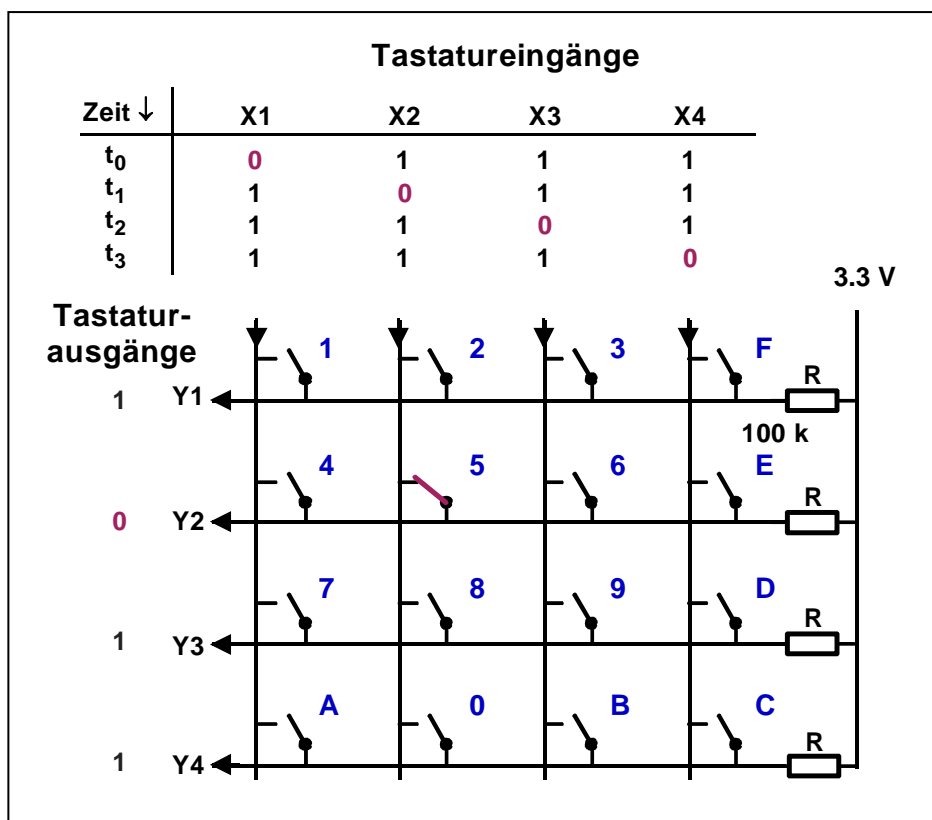 Tastatureingänge
Zeit ↓ X1 X2 X3 X4
t0 0 1 1 1
t1 1 0 1 1
t2 1 1 0 1
t3 1 1 1 0
3.3 V
Tastatur-
ausgänge
1 2 3 F R
1 Y1
100 k
4 5 6 E R
0 Y2
7 8 9 D R
1 Y3
A 0 B C R
1 Y4